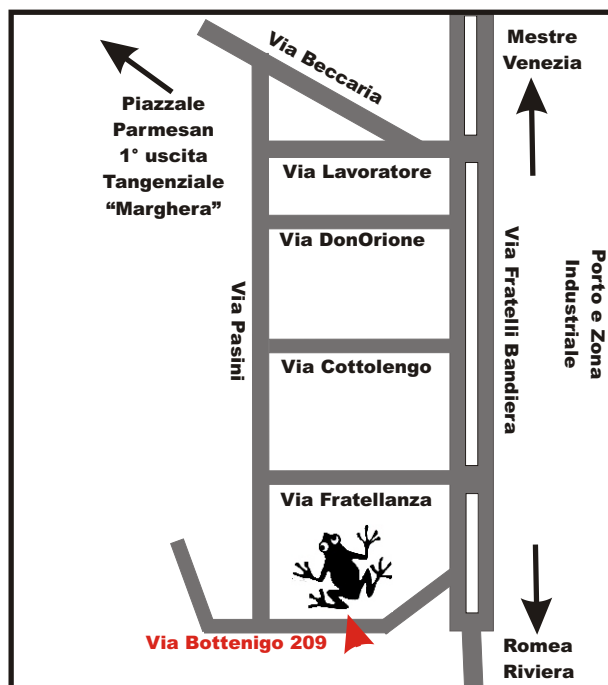 Mestre
Venezia
Via Beccaria
Piazzale
Parmesan
1° uscita
Tangenziale
“Marghera”
Via Lavoratore
Via DonOrione
Via Pasini
Via Fratelli Bandiera
Porto e Zona
Industriale
Via Cottolengo
Via Fratellanza
Via Bottenigo 209
Romea
Riviera